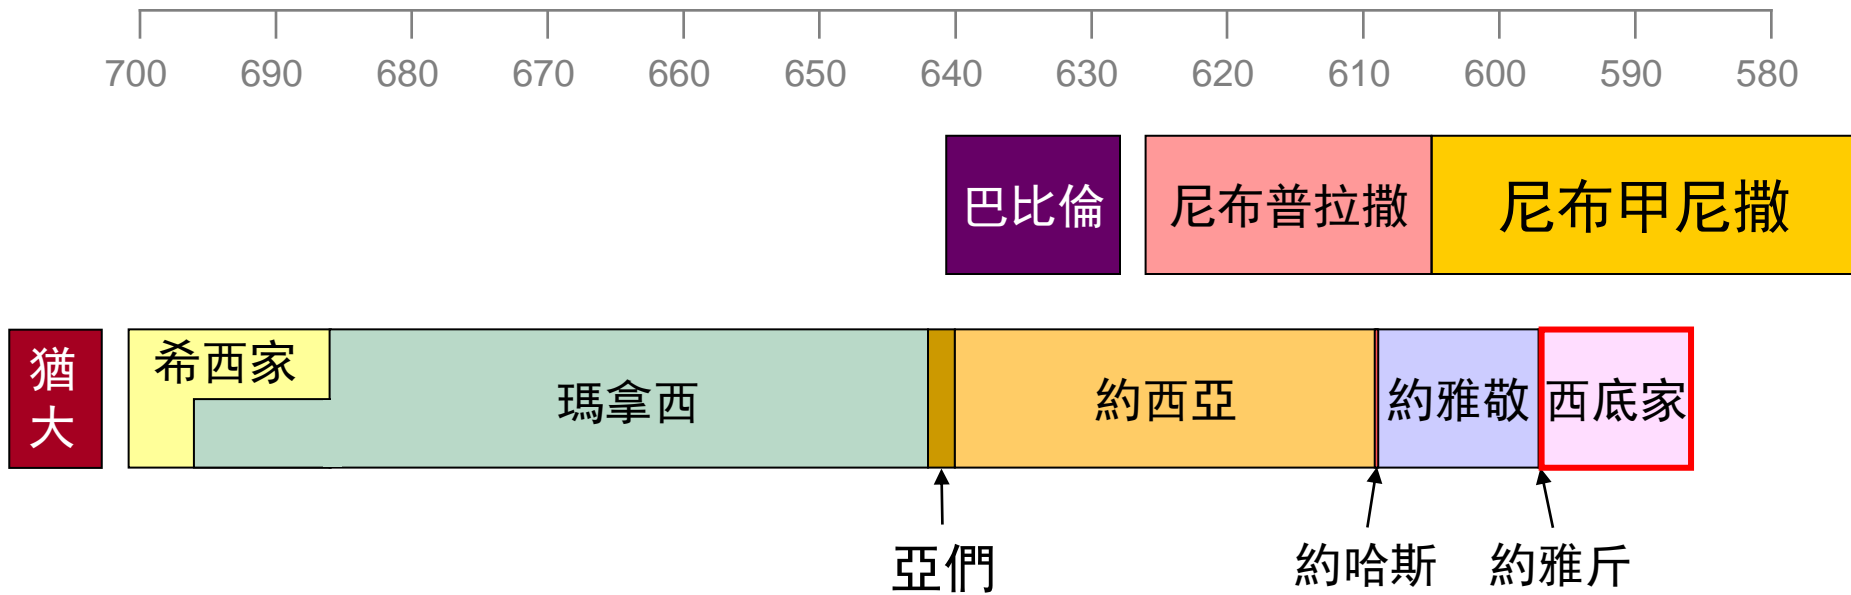 700 690 680 670 660 650 640 630 620 610 600 590 580
巴比倫 尼布普拉撒 尼布甲尼撒
猶大
希西家
瑪拿西 約西亞 約雅敬 西底家
亞們 約哈斯 約雅斤